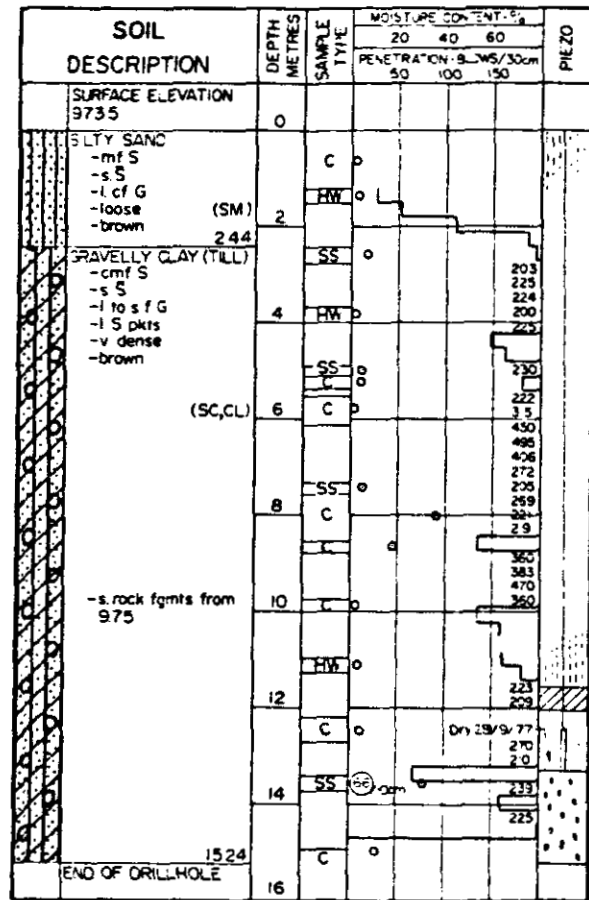 SOIL
DESCRIPTION
DEPTH
METRES
SAMPLE
TYPE
MOISTURE CONTENT - %
20 60
PENETRATION - BLOWS/30cm
50 100 150
PIEZO
SURFACE ELEVATION
973.5
0
SILTY SAND
-mf S
-s. S
-l. cf G
-loose (SM)
-brown
2.44
C
HW
2
GRAVELLY CLAY (TILL)
-cmf S
-s S
-l to s f G
-l S pkts
-v dense
-brown
(SC,CL)
SS
203
225
224
200
225
4
HW
SS
C
230
222
6
C
430
495
406
272
205
259
SS
8
C
C
360
383
470
360
-s. rock fgmts from
9.75
10
C
HW
223
209
12
C
Dry 29/9/77
270
210
SS
66
239
14
225
15.24
C
END OF DRILLHOLE
16